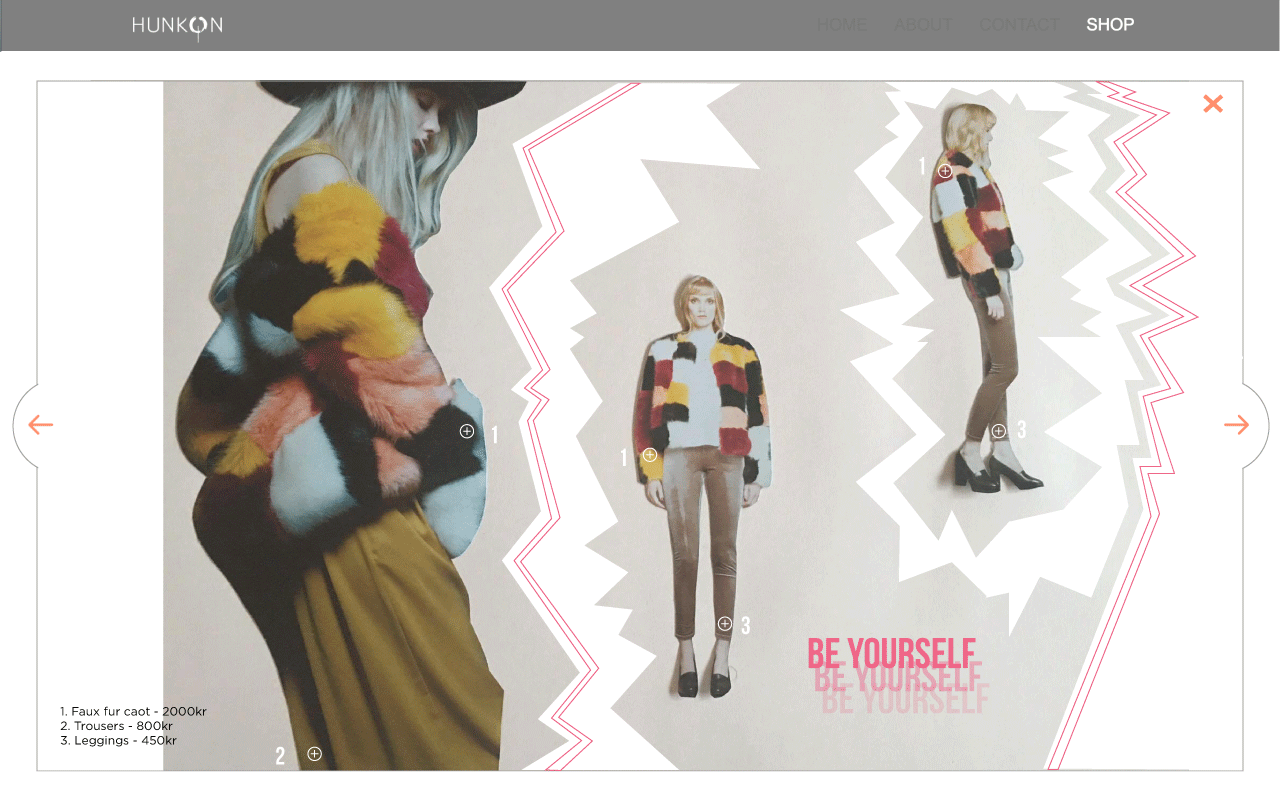 HUNKON
HOME ABOUT CONTACT SHOP
1
1
1
3
3
BE YOURSELF
BE YOURSELF
BE YOURSELF
1. Faux fur caot - 2000kr
2. Trousers - 800kr
3. Leggings - 450kr
2